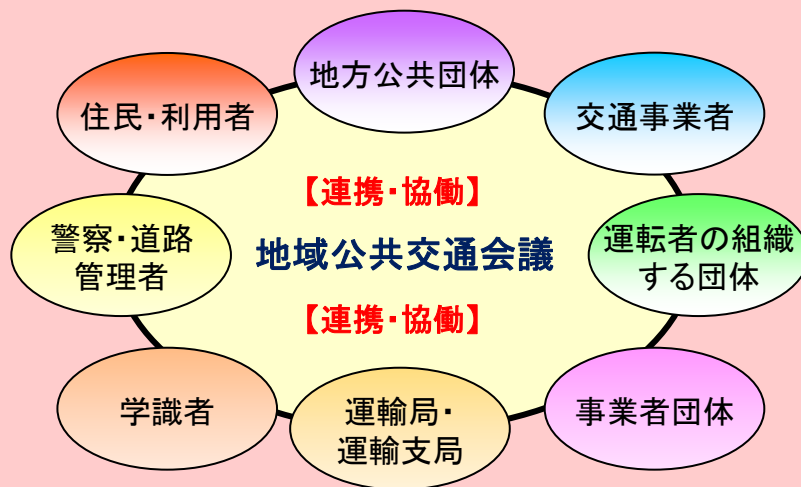 地方公共団体
住民・利用者
交通事業者
【連携・協働】
警察・道路
管理者
地域公共交通会議
運転者の組織
する団体
【連携・協働】
学識者
運輸局・
運輸支局
事業者団体